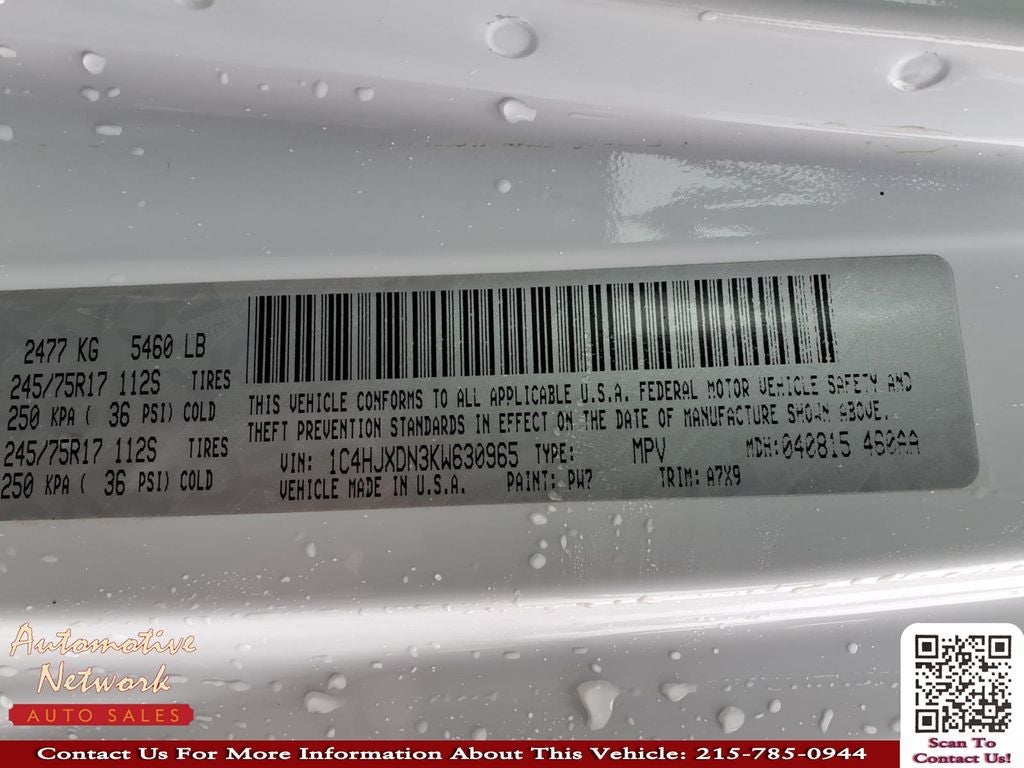 2477 KG 5460 LB
245/75R17 112S TIRES
250 KPA ( 36 PSI) COLD
245/75R17 112S TIRES
250 KPA ( 36 PSI) COLD
THIS VEHICLE CONFORMS TO ALL APPLICABLE U.S.A. FEDERAL MOTOR VEHICLE SAFETY AND
THEFT PREVENTION STANDARDS IN EFFECT ON THE DATE OF MANUFACTURE SHOWN ABOVE.
VIN: 1C4HJXDN3KW630965 TYPE: MPV MDH: 040815 460AA
VEHICLE MADE IN U.S.A. PAINT: PW7 TRIM: A7X9
Automotive
Network
AUTO SALES
Contact Us For More Information About This Vehicle: 215-785-0944
Scan To
Contact Us!